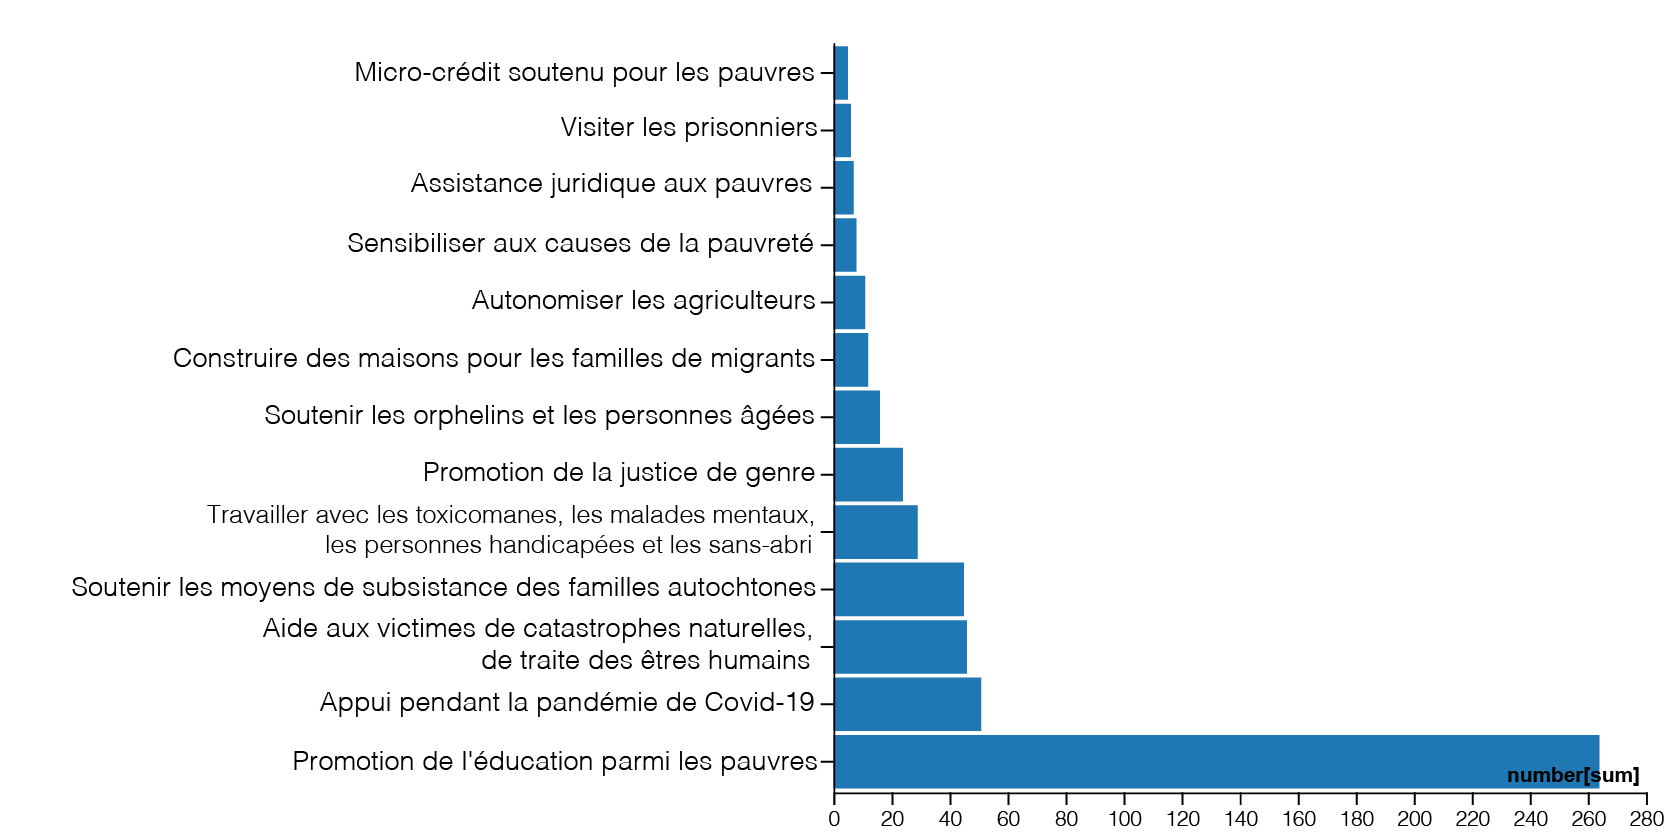 Micro-crédit soutenu pour les pauvres
Visiter les prisonniers
Assistance juridique aux pauvres
Sensibiliser aux causes de la pauvreté
Autonomiser les agriculteurs
Construire des maisons pour les familles de migrants
Soutenir les orphelins et les personnes âgées
Promotion de la justice de genre
Travailler avec les toxicomanes, les malades mentaux,
les personnes handicapées et les sans-abri
Soutenir les moyens de subsistance des familles autochtones
Aide aux victimes de catastrophes naturelles,
de traite des êtres humains
Appui pendant la pandémie de Covid-19
Promotion de l'éducation parmi les pauvres
number[sum]
0 20 40 60 80 100 120 140 160 180 200 220 240 260 280